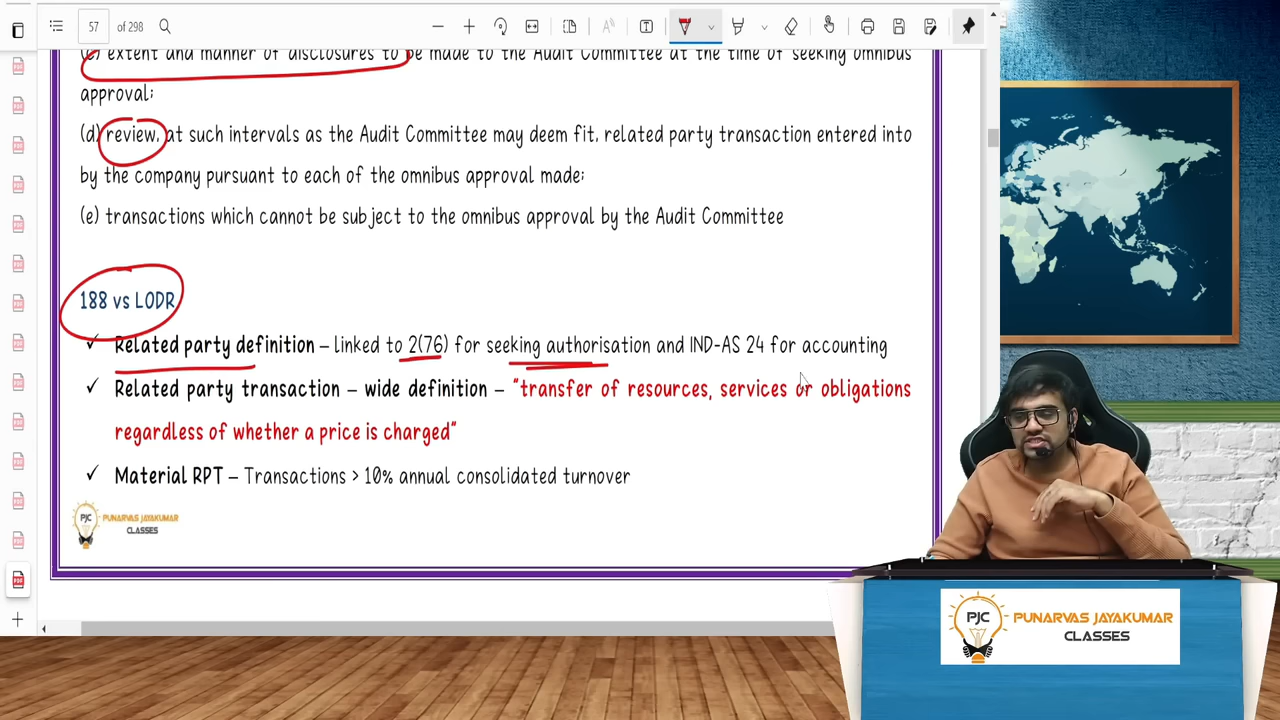 57 of 298
(c) extent and manner of disclosures to be made to the Audit Committee at the time of seeking omnibus
approval;
(d) review, at such intervals as the Audit Committee may deem fit, related party transaction entered into
by the company pursuant to each of the omnibus approval made;
(e) transactions which cannot be subject to the omnibus approval by the Audit Committee
188 vs LODR
✓ Related party definition – linked to 2(76) for seeking authorisation and IND-AS 24 for accounting
✓ Related party transaction – wide definition – "transfer of resources, services or obligations
regardless of whether a price is charged"
✓ Material RPT – Transactions > 10% annual consolidated turnover
PJC PUNARVAS JAYAKUMAR
CLASSES
PJC PUNARVAS JAYAKUMAR
CLASSES